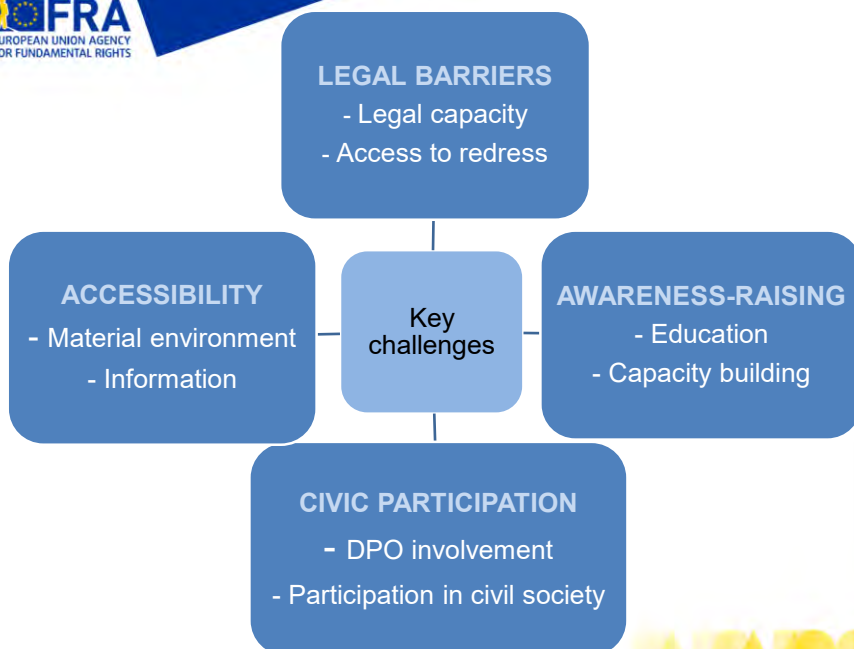 FRA
EUROPEAN UNION AGENCY
FOR FUNDAMENTAL RIGHTS
LEGAL BARRIERS
- Legal capacity
- Access to redress
ACCESSIBILITY
- Material environment
- Information
Key
challenges
AWARENESS-RAISING
- Education
- Capacity building
CIVIC PARTICIPATION
- DPO involvement
- Participation in civil society